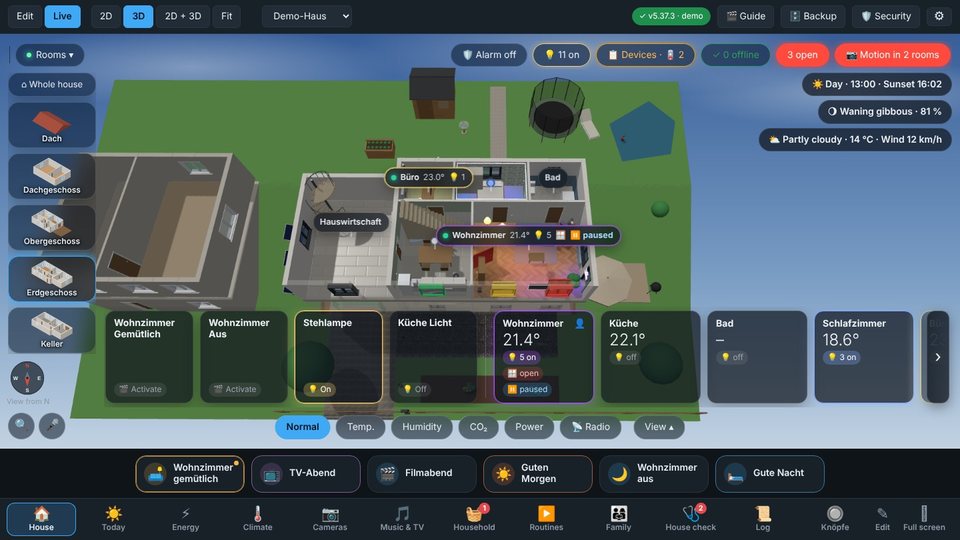 Edit Live 2D 3D 2D + 3D Fit Demo-Haus ✓ v5.37.3 · demo Guide Backup Security
Rooms ▾ Alarm off 11 on Devices · 2 ✓ 0 offline 3 open Motion in 2 rooms
Whole house
Day · 13:00 · Sunset 16:02
Waning gibbous · 81 %
Partly cloudy · 14 °C · Wind 12 km/h
Dach
Dachgeschoss
Obergeschoss
Erdgeschoss
Keller
Büro 23.0° 1
Bad
Hauswirtschaft
Wohnzimmer 21.4° 5 paused
Wohnzimmer
Gemütlich
Activate
Wohnzimmer
Aus
Activate
Stehlampe
On
Küche Licht
Off
Wohnzimmer
21.4°
5 on
open
paused
Küche
22.1°
off
Bad
–
off
Schlafzimmer
18.6°
3 on
N
W E
S
View from N
Normal Temp. Humidity CO₂ Power Radio View ▴
Wohnzimmer
gemütlich
TV-Abend
Filmabend
Guten
Morgen
Wohnzimmer
aus
Gute Nacht
House
Today
Energy
Climate
Cameras
Music & TV
1
Household
Routines
Family
2
House check
Log
Knöpfe
Edit
Full screen